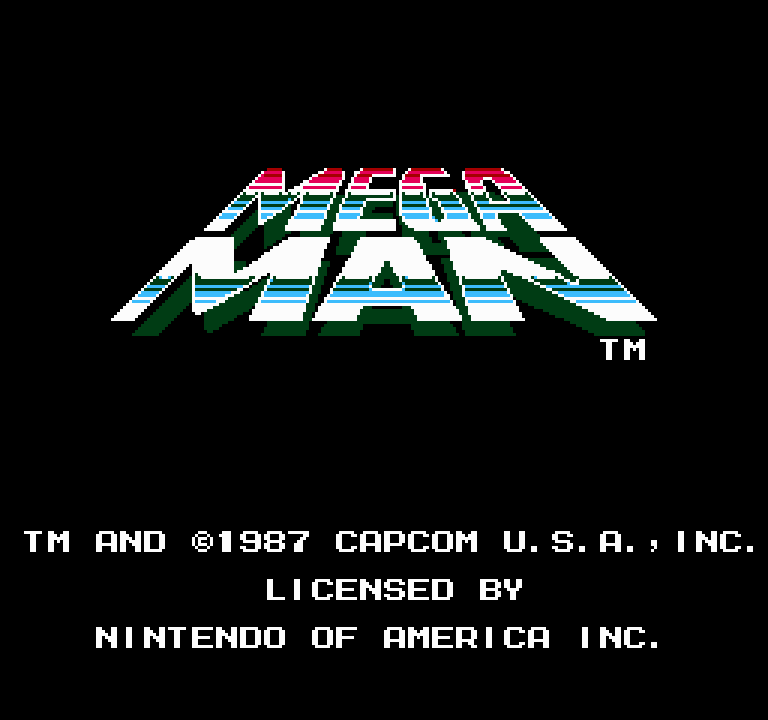 MEGA
MAN
TM
TM AND ©1987 CAPCOM U.S.A., INC.
LICENSED BY
NINTENDO OF AMERICA INC.